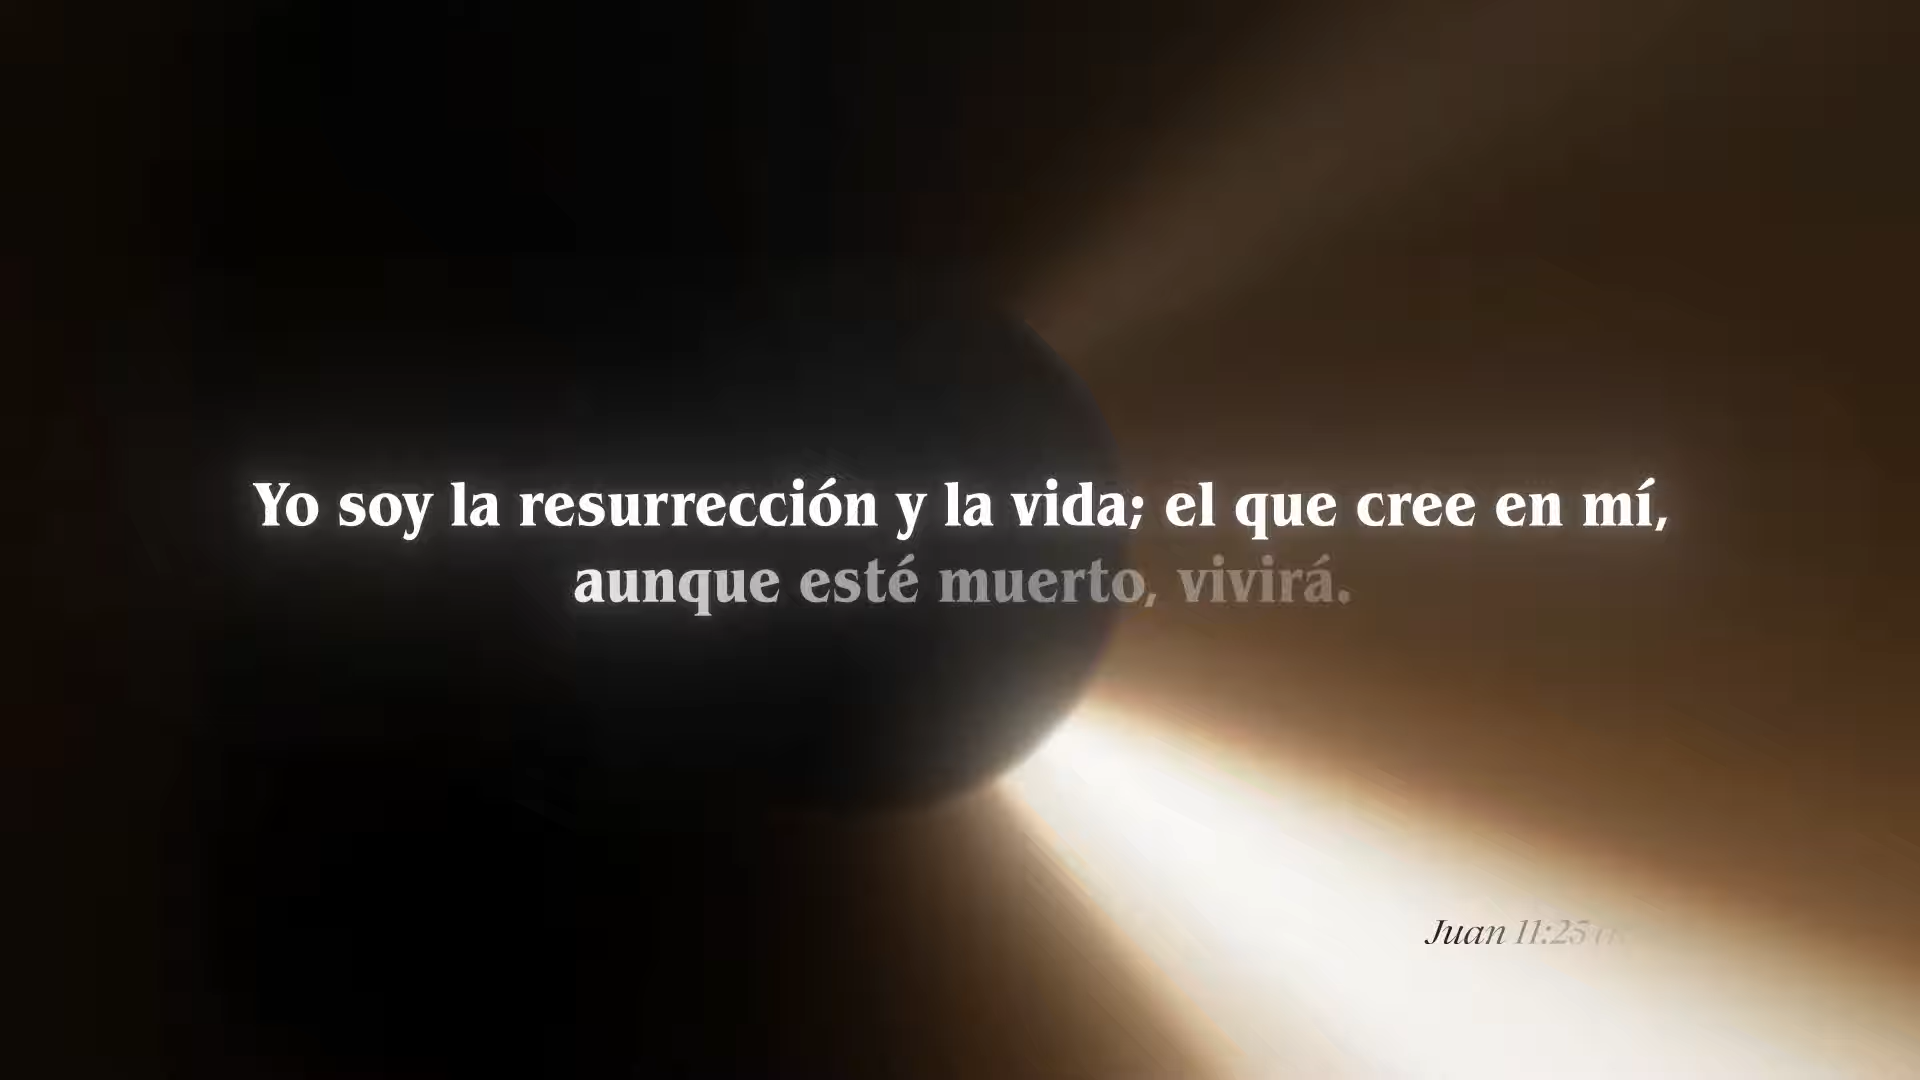 Yo soy la resurrección y la vida; el que cree en mí,
aunque esté muerto, vivirá.
Juan 11:25